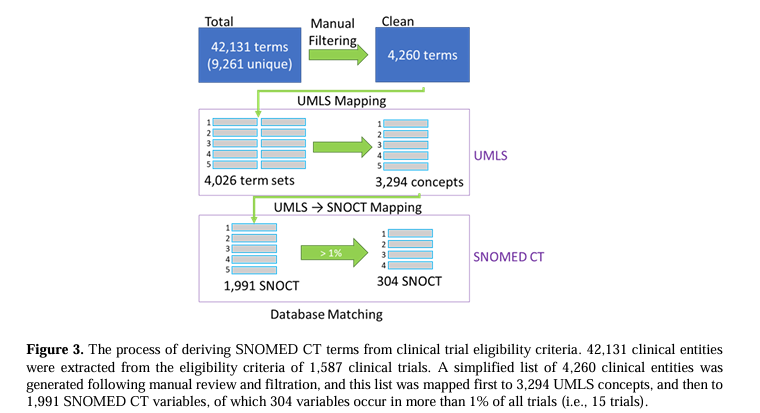 Total
Manual
Filtering
Clean
42,131 terms
(9,261 unique)
4,260 terms
UMLS Mapping
1
2
3
4
5
1
2
3
4
5
4,026 term sets
3,294 concepts
UMLS
UMLS → SNOCT Mapping
1
2
3
4
5
> 1%
1
2
3
4
1,991 SNOCT
304 SNOCT
SNOMED CT
Database Matching
Figure 3. The process of deriving SNOMED CT terms from clinical trial eligibility criteria. 42,131 clinical entities
were extracted from the eligibility criteria of 1,587 clinical trials. A simplified list of 4,260 clinical entities was
generated following manual review and filtration, and this list was mapped first to 3,294 UMLS concepts, and then to
1,991 SNOMED CT variables, of which 304 variables occur in more than 1% of all trials (i.e., 15 trials).